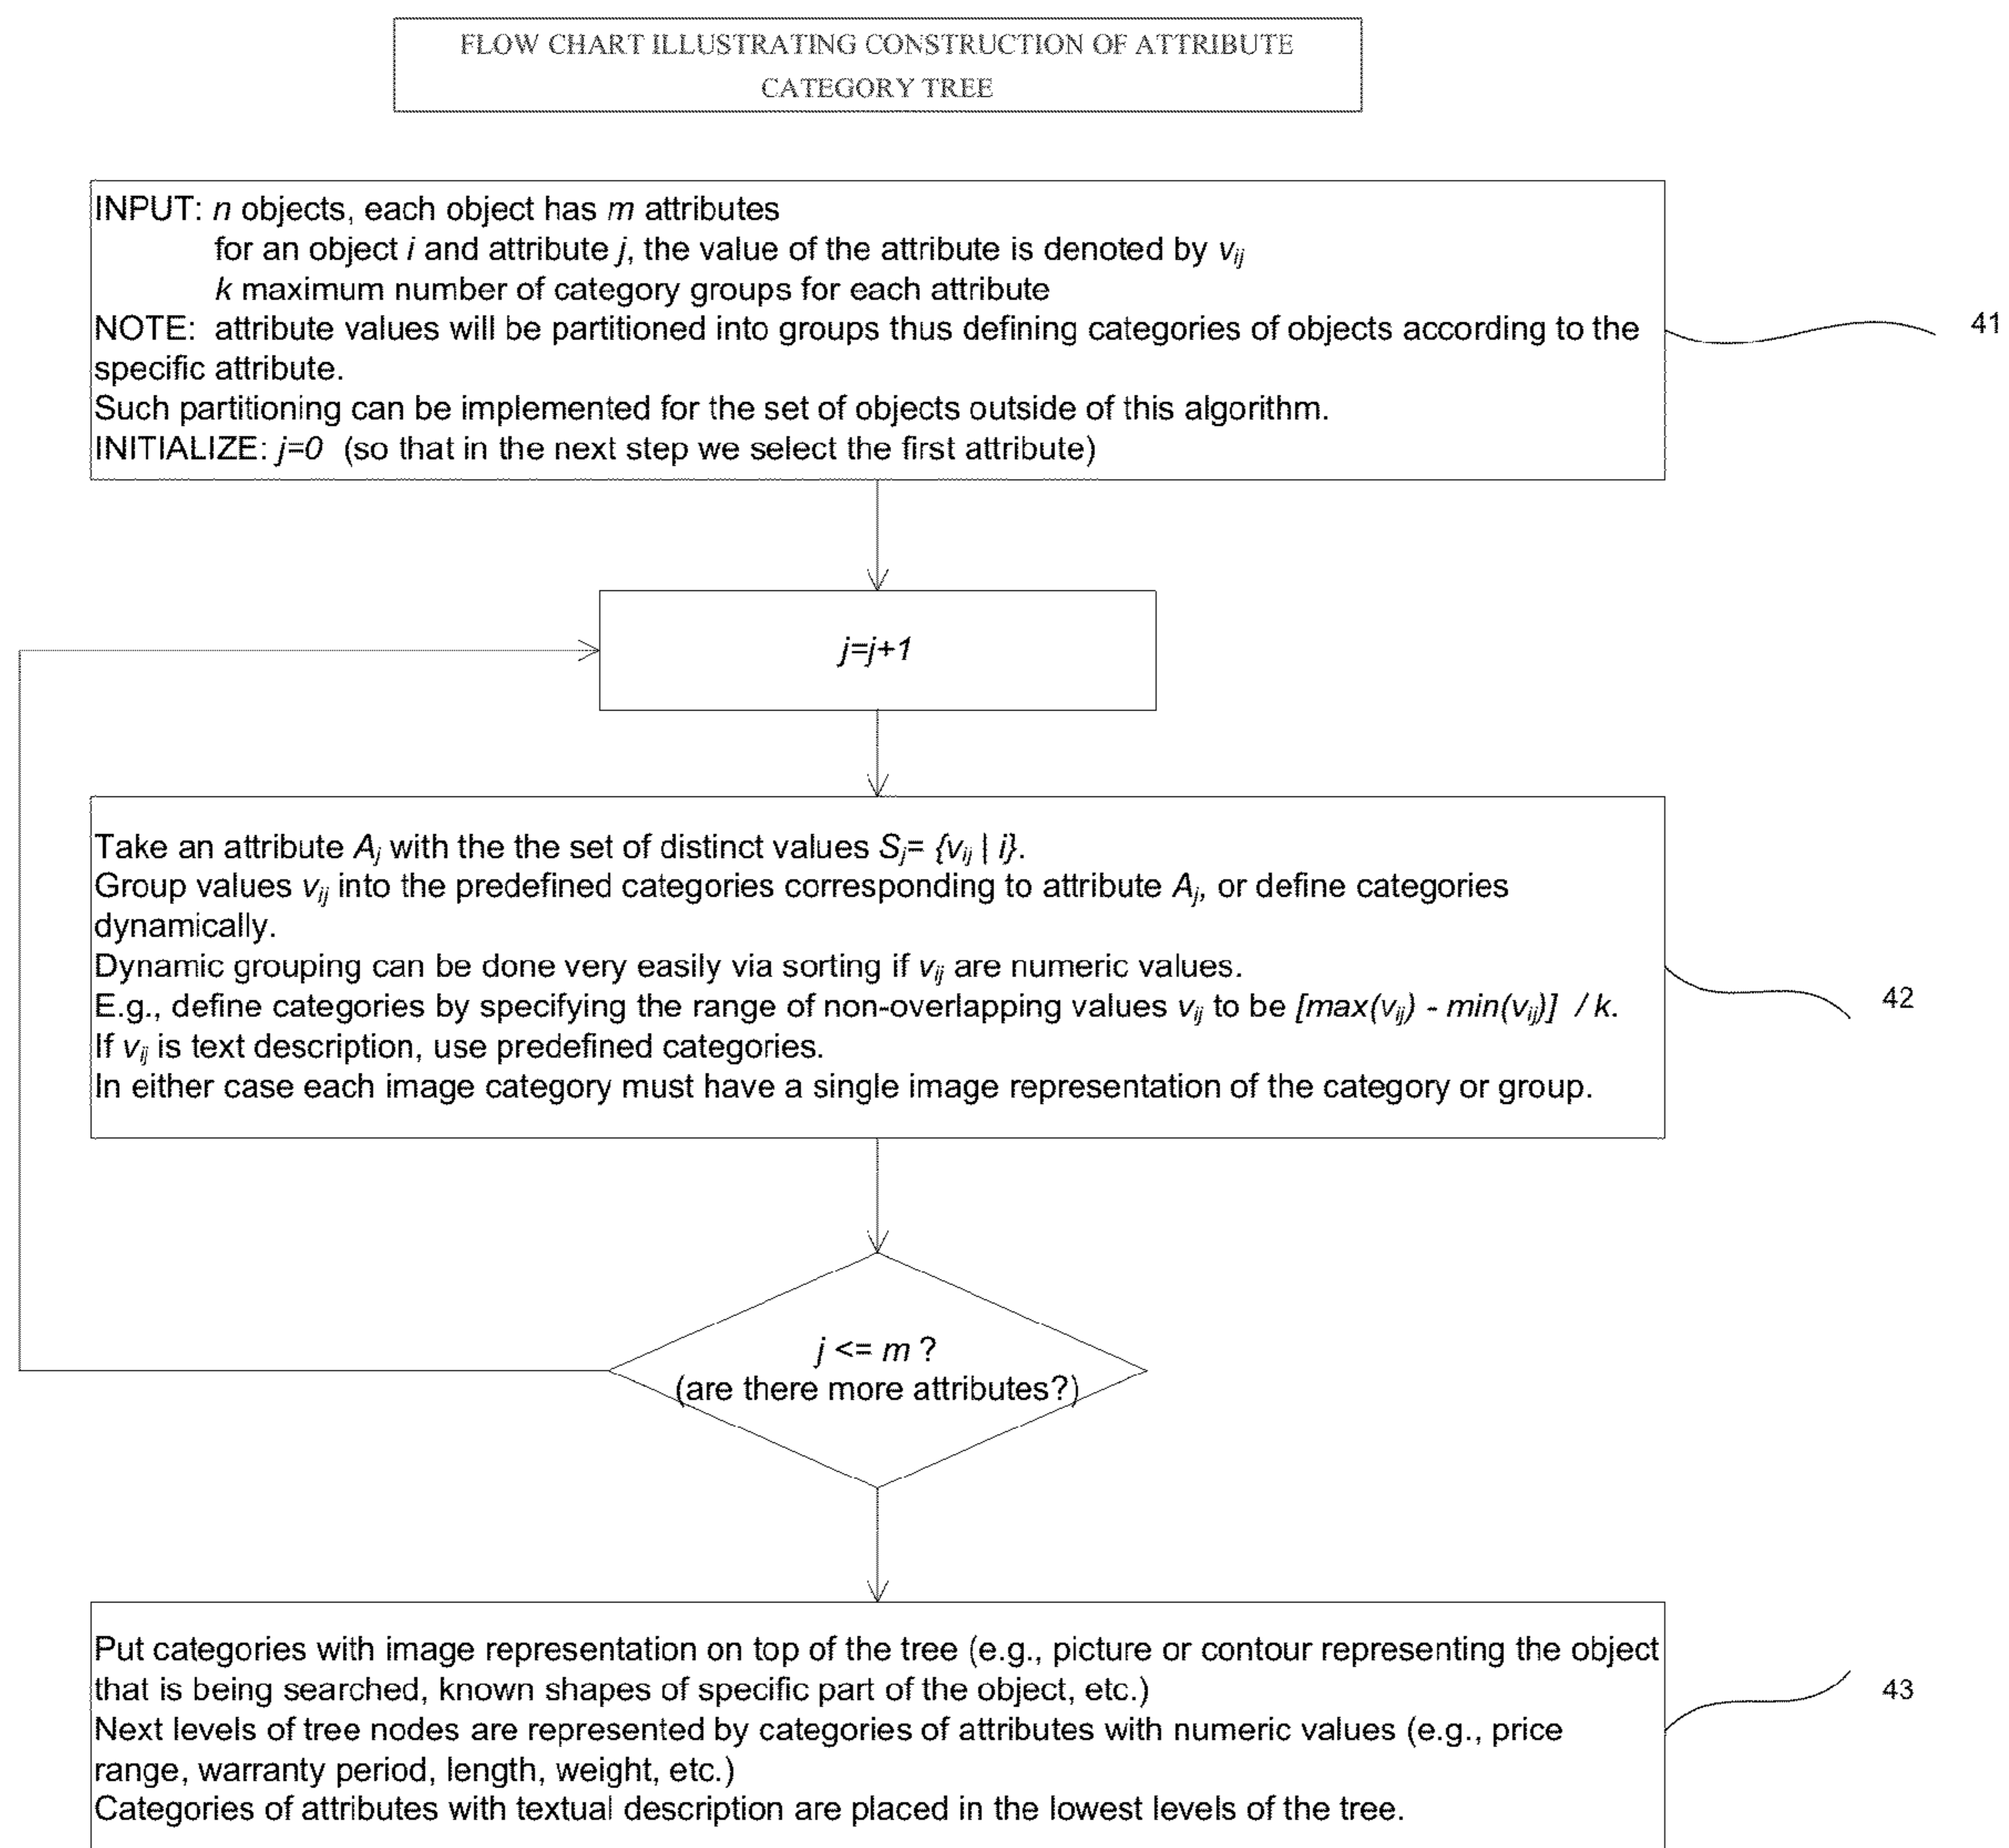 FLOW CHART ILLUSTRATING CONSTRUCTION OF ATTRIBUTE
CATEGORY TREE
INPUT: n objects, each object has m attributes
for an object i and attribute j, the value of the attribute is denoted by vij
k maximum number of category groups for each attribute
NOTE: attribute values will be partitioned into groups thus defining categories of objects according to the
specific attribute.
Such partitioning can be implemented for the set of objects outside of this algorithm.
INITIALIZE: j=0 (so that in the next step we select the first attribute)
41
j=j+1
Take an attribute Aj with the the set of distinct values Sj= {vij | i}.
Group values vij into the predefined categories corresponding to attribute Aj, or define categories
dynamically.
Dynamic grouping can be done very easily via sorting if vij are numeric values.
E.g., define categories by specifying the range of non-overlapping values vij to be [max(vij) - min(vij)] / k.
If vij is text description, use predefined categories.
In either case each image category must have a single image representation of the category or group.
42
j <= m ?
(are there more attributes?)
Put categories with image representation on top of the tree (e.g., picture or contour representing the object
that is being searched, known shapes of specific part of the object, etc.)
Next levels of tree nodes are represented by categories of attributes with numeric values (e.g., price
range, warranty period, length, weight, etc.)
Categories of attributes with textual description are placed in the lowest levels of the tree.
43